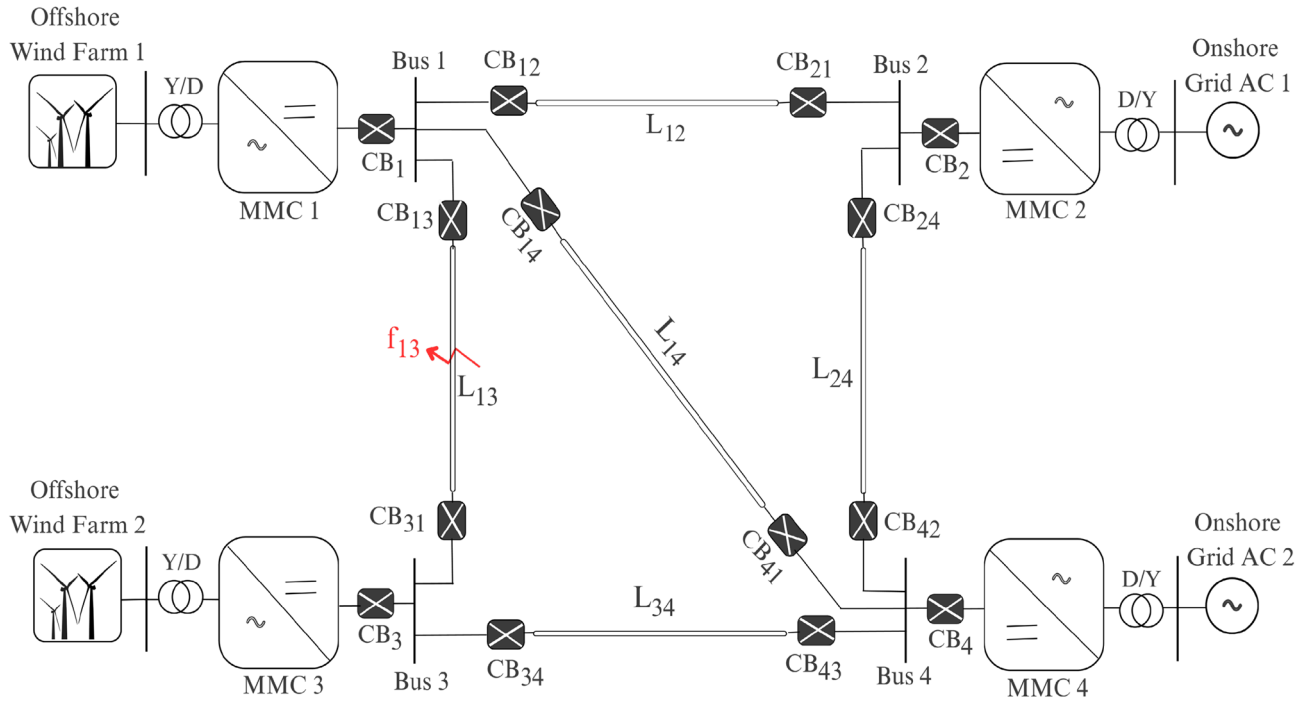 Offshore
Wind Farm 1
Y/D
MMC 1
CB1
Bus 1
CB12
L12
CB21
Bus 2
CB2
MMC 2
D/Y
Onshore
Grid AC 1
CB13
CB14
CB24
f13
L13
L14
L24
Offshore
Wind Farm 2
Y/D
MMC 3
CB31
CB3
Bus 3
CB34
L34
CB43
CB41
CB42
Bus 4
CB4
MMC 4
D/Y
Onshore
Grid AC 2